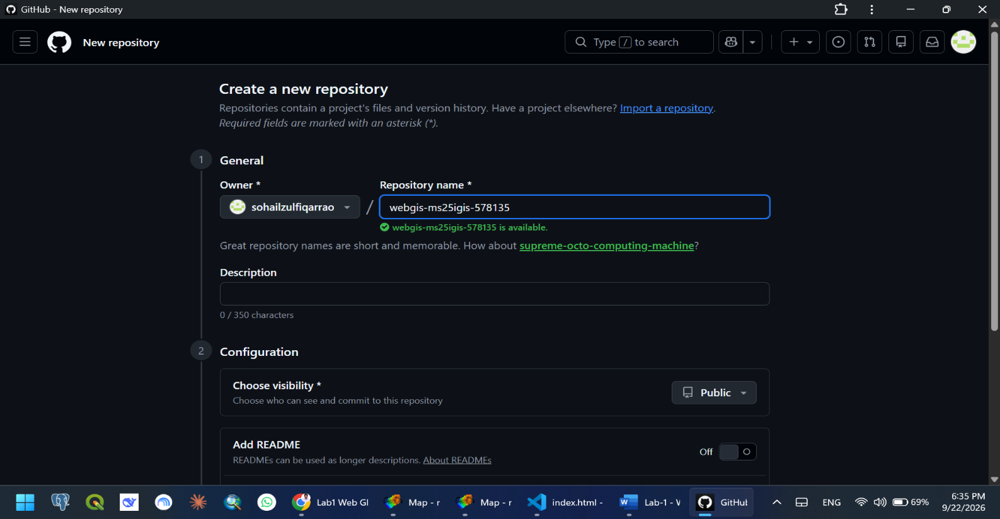 GitHub - New repository
New repository
Type / to search
Create a new repository
Repositories contain a project's files and version history. Have a project elsewhere? Import a repository.
Required fields are marked with an asterisk (*).
1
General
Owner *
Repository name *
sohailzulfiqarrao
/
webgis-ms25igis-578135
webgis-ms25igis-578135 is available.
Great repository names are short and memorable. How about supreme-octo-computing-machine?
Description
0 / 350 characters
2
Configuration
Choose visibility *
Choose who can see and commit to this repository
Public
Add README
READMEs can be used as longer descriptions. About READMEs
Off
Lab1 Web GI
Map - r
Map - r
index.html -
Lab-1 - W
GitHub
ENG
69%
6:35 PM
9/22/2026